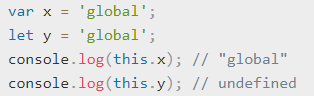 var x = 'global';
let y = 'global';
console.log(this.x); // "global"
console.log(this.y); // undefined